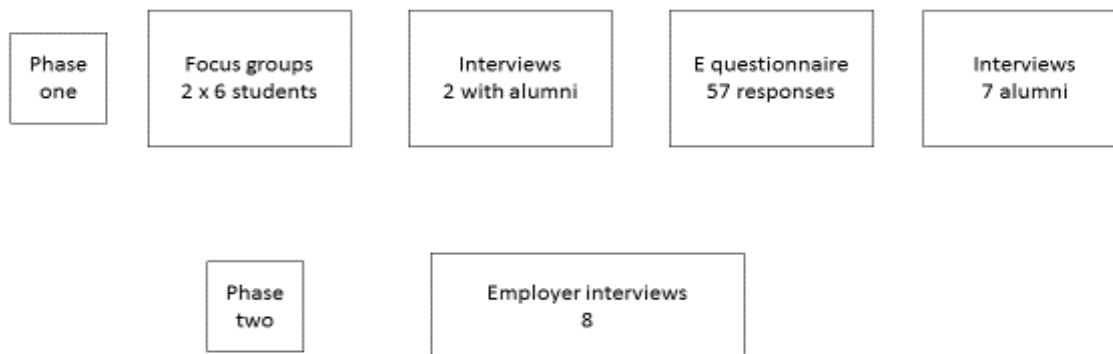 Phase
one
Focus groups
2 x 6 students
Interviews
2 with alumni
E questionnaire
57 responses
Interviews
7 alumni
Phase
two
Employer interviews
8